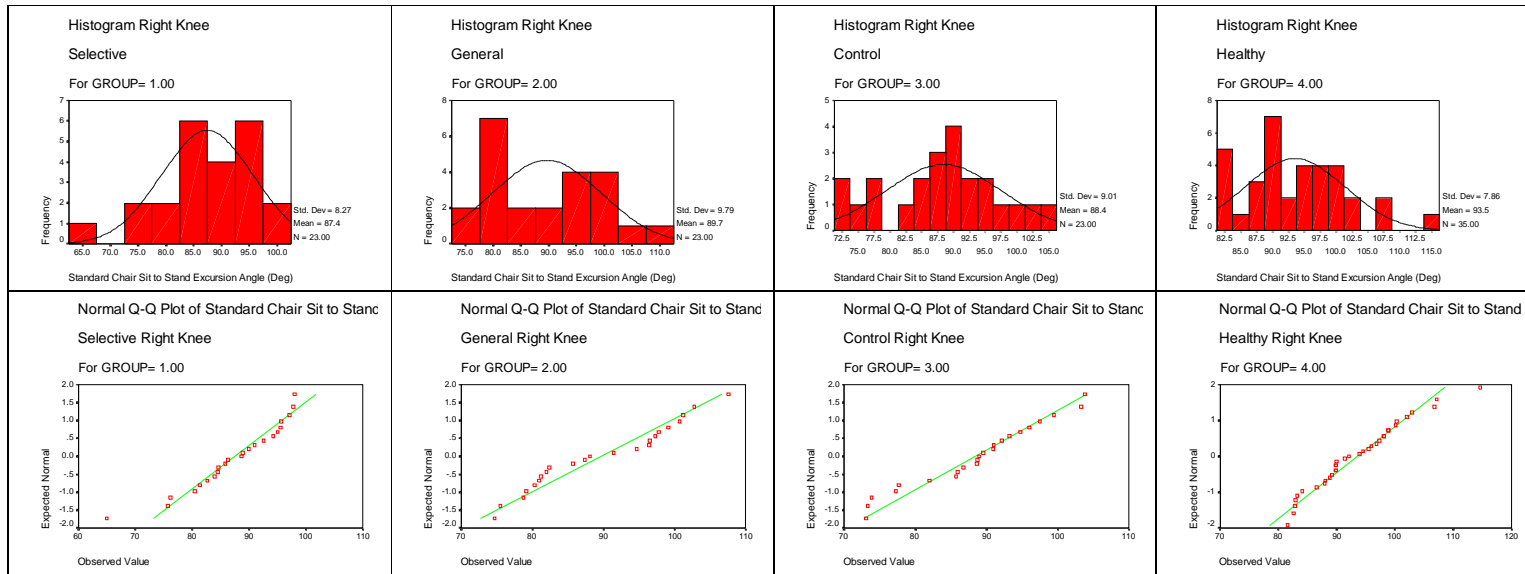 Histogram Right Knee
Selective
For GROUP= 1.00
7
6
5
4
3
2
1
0
Frequency
65.0 70.0 75.0 80.0 85.0 90.0 95.0 100.0
Std. Dev = 8.27
Mean = 87.4
N = 23.00
Standard Chair Sit to Stand Excursion Angle (Deg)
Histogram Right Knee
General
For GROUP= 2.00
8
6
4
2
0
Frequency
75.0 80.0 85.0 90.0 95.0 100.0 105.0 110.0
Std. Dev = 9.79
Mean = 89.7
N = 23.00
Standard Chair Sit to Stand Excursion Angle (Deg)
Histogram Right Knee
Control
For GROUP= 3.00
5
4
3
2
1
0
Frequency
72.5 77.5 82.5 87.5 92.5 97.5 102.5
75.0 80.0 85.0 90.0 95.0 100.0 105.0
Std. Dev = 9.01
Mean = 88.4
N = 23.00
Standard Chair Sit to Stand Excursion Angle (Deg)
Histogram Right Knee
Healthy
For GROUP= 4.00
8
6
4
2
0
Frequency
82.5 87.5 92.5 97.5 102.5 107.5 112.5
85.0 90.0 95.0 100.0 105.0 110.0 115.0
Std. Dev = 7.86
Mean = 93.5
N = 35.00
Standard Chair Sit to Stand Excursion Angle (Deg)
Normal Q-Q Plot of Standard Chair Sit to Stanc
Selective Right Knee
For GROUP= 1.00
2.0
1.5
1.0
.5
0.0
-.5
-1.0
-1.5
-2.0
Expected Normal
60 70 80 90 100 110
Observed Value
Normal Q-Q Plot of Standard Chair Sit to Stanc
General Right Knee
For GROUP= 2.00
2.0
1.5
1.0
.5
0.0
-.5
-1.0
-1.5
-2.0
Expected Normal
70 80 90 100 110
Observed Value
Normal Q-Q Plot of Standard Chair Sit to Stanc
Control Right Knee
For GROUP= 3.00
2.0
1.5
1.0
.5
0.0
-.5
-1.0
-1.5
-2.0
Expected Normal
70 80 90 100 110
Observed Value
Normal Q-Q Plot of Standard Chair Sit to Stand
Healthy Right Knee
For GROUP= 4.00
2
1
0
-1
-2
Expected Normal
70 80 90 100 110 120
Observed Value